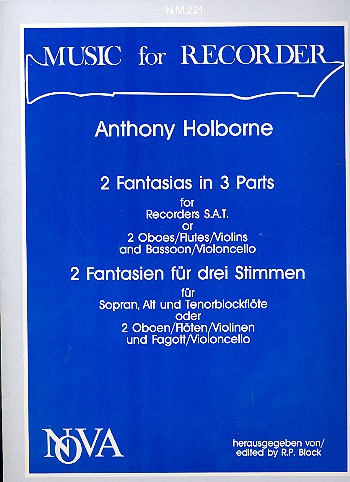 N.M.221
MUSIC for RECORDER
Anthony Holborne
2 Fantasias in 3 Parts
for
Recorders S.A.T.
or
2 Oboes/Flutes/Violins
and Bassoon/Violoncello
2 Fantasien für drei Stimmen
für
Sopran, Alt und Tenorblockflöte
oder
2 Oboen/Flöten/Violinen
und Fagott/Violoncello
NOVA
herausgegeben von/
edited by R.P. Block